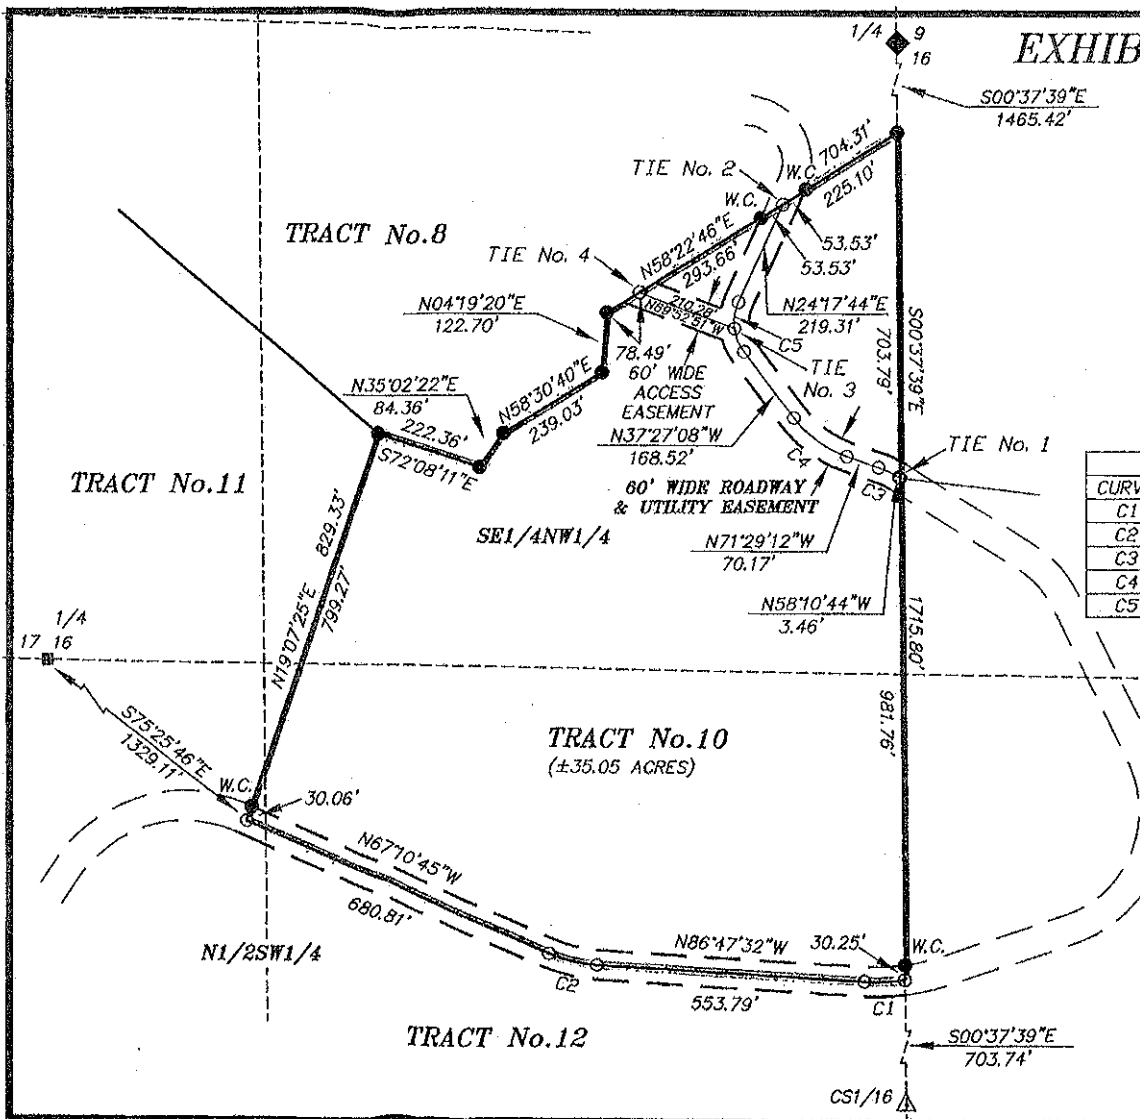 1/4 9
16
EXHIB
S00°37'39"E
1465.42'
704.31'
TIE No. 2
W.C.
225.10'
W.C.
TRACT No.8
N58°22'46"E
293.66'
53.53'
53.53'
TIE No. 4
N04°19'20"E
122.70'
210.28'
N69°52'51"W
N24°17'44"E
219.31'
S00°37'39"E
703.79'
C5
78.49'
60' WIDE
ACCESS
EASEMENT
TIE
No. 3
N35°02'22"E
84.36'
N58°30'40"E
239.03'
N37°27'08"W
168.52'
222.36'
S72°08'11"E
C4
TIE No. 1
TRACT No.11
C3
60' WIDE ROADWAY
& UTILITY EASEMENT
SE1/4NW1/4
N71°29'12"W
70.17'
CURV
C1
C2
C3
C4
C5
829.33'
N19°07'25"E
799.27'
N58°10'44"W
3.46'
1/4
17 16
1715.80'
981.76'
S75°25'46"E
1329.11'
TRACT No.10
(±35.05 ACRES)
W.C.
30.06'
N67°10'45"W
680.81'
N1/2SW1/4
N86°47'32"W
30.25'
W.C.
C2
553.79'
C1
TRACT No.12
S00°37'39"E
703.74'
CS1/16